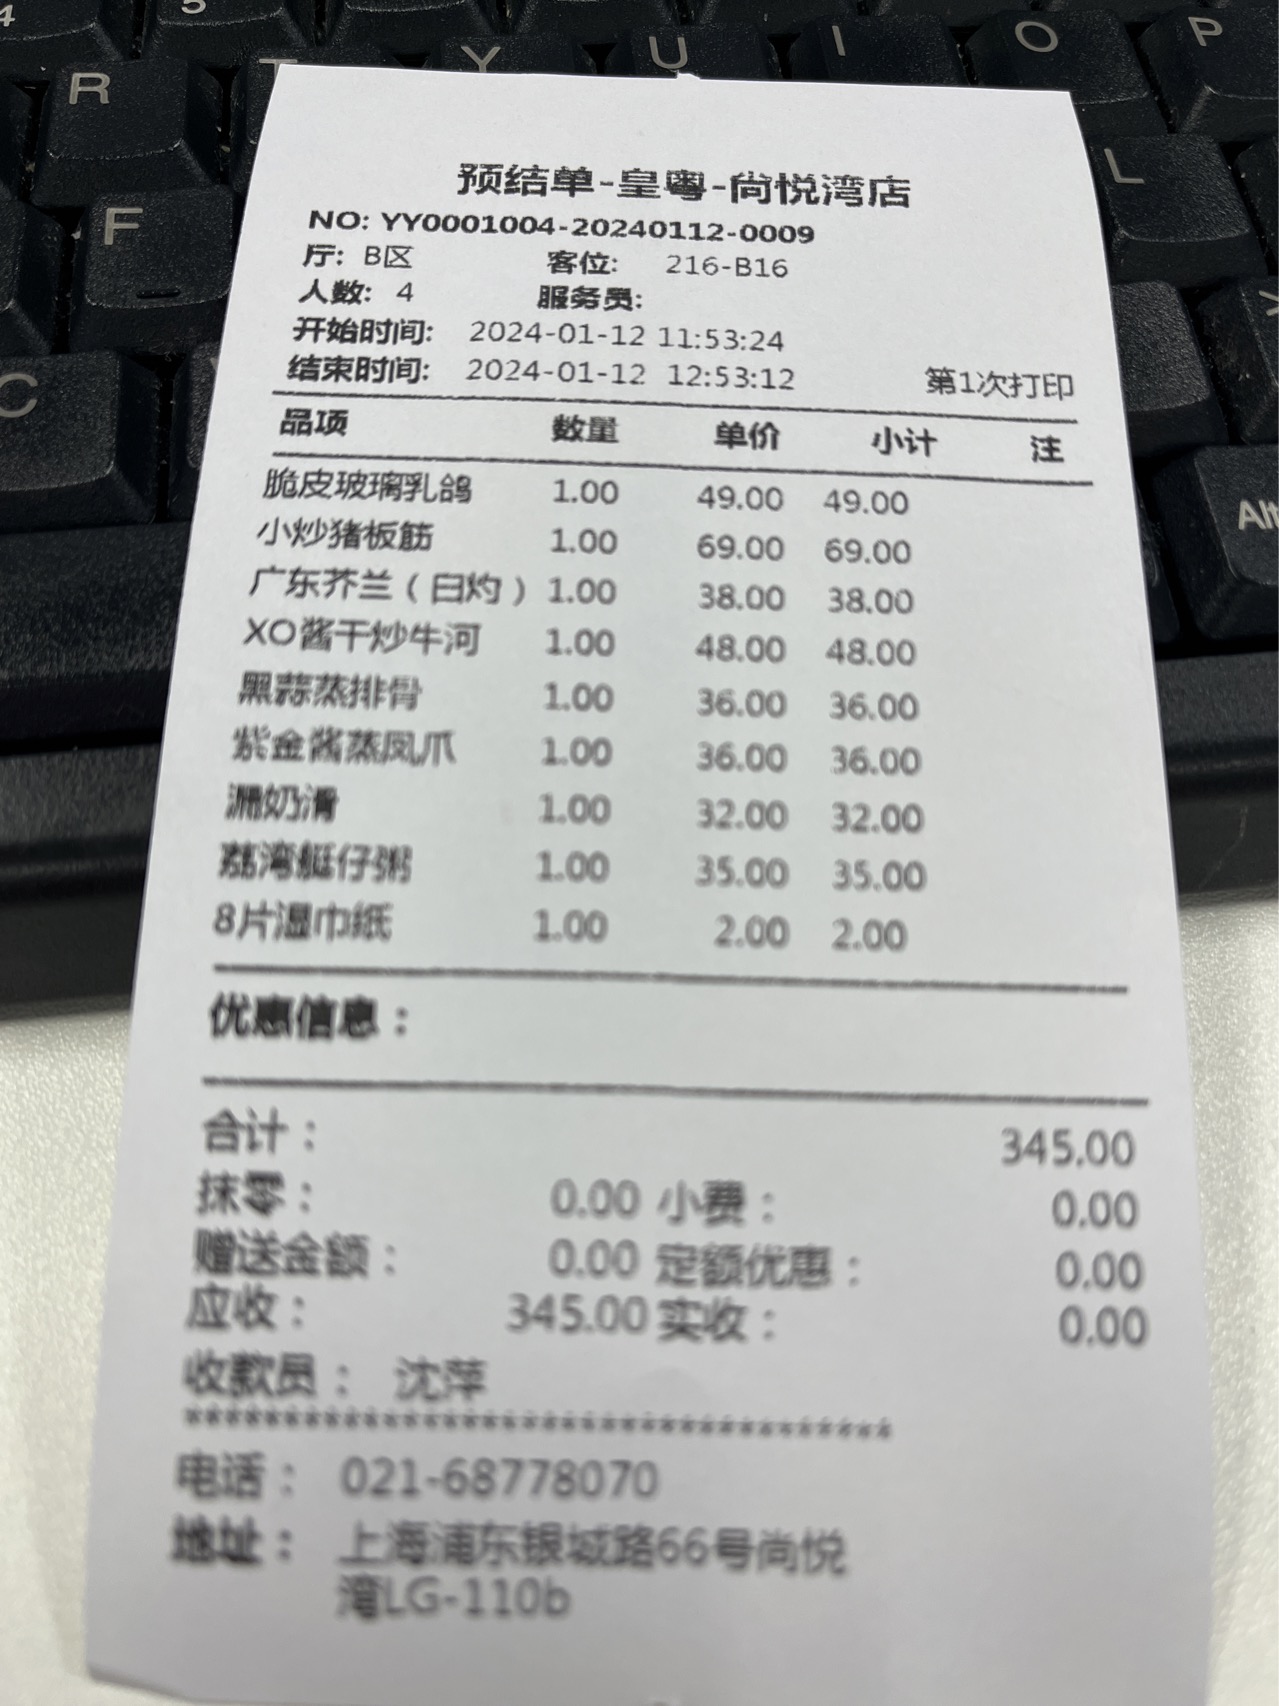 4 5
R T Y U I O P
F L
C Alt
预结单-皇粤-尚悦湾店
NO: YY0001004-20240112-0009
厅: B区 客位: 216-B16
人数: 4 服务员:
开始时间: 2024-01-12 11:53:24
结束时间: 2024-01-12 12:53:12 第1次打印
品项 数量 单价 小计 注
脆皮玻璃乳鸽 1.00 49.00 49.00
小炒猪板筋 1.00 69.00 69.00
广东芥兰（白灼） 1.00 38.00 38.00
XO酱干炒牛河 1.00 48.00 48.00
黑蒜蒸排骨 1.00 36.00 36.00
紫金酱蒸凤爪 1.00 36.00 36.00
漏奶滑 1.00 32.00 32.00
荔湾艇仔粥 1.00 35.00 35.00
8片湿巾纸 1.00 2.00 2.00
优惠信息：
合计： 345.00
抹零： 0.00 小费： 0.00
赠送金额： 0.00 定额优惠： 0.00
应收： 345.00 实收： 0.00
收款员： 沈萍
************************************
电话： 021-68778070
地址： 上海浦东银城路66号尚悦
湾LG-110b